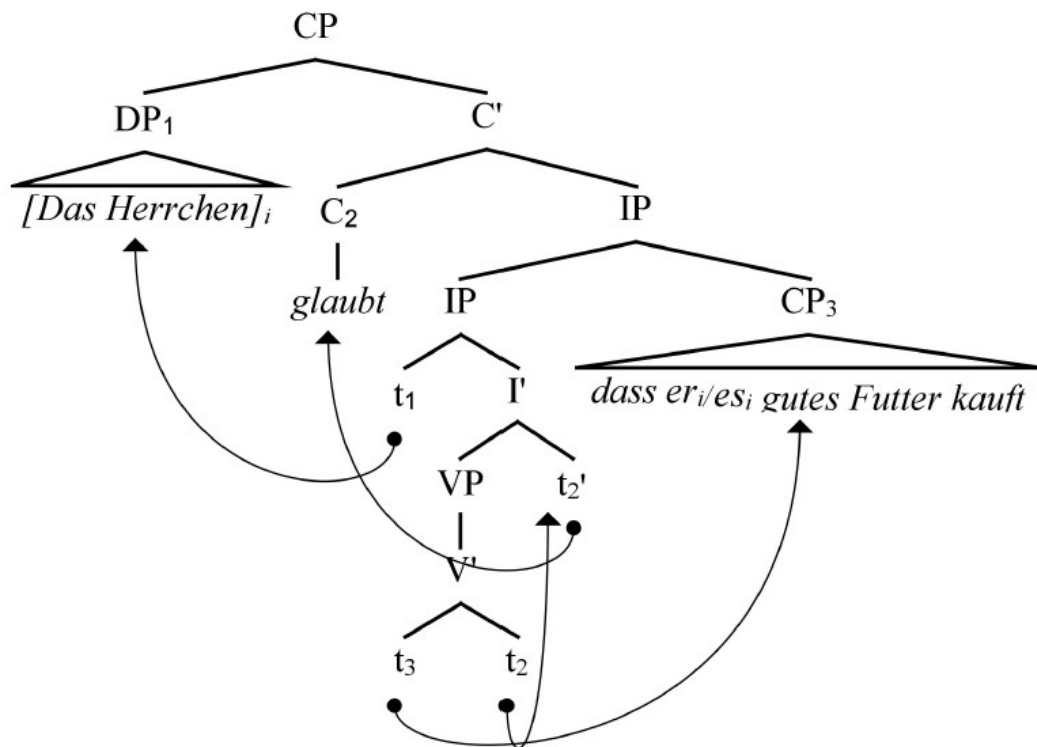 CP
DP₁ C'
[Das Herrchen]ᵢ C₂ IP
glaubt IP CP₃
t₁ I' dass erᵢ/esᵢ gutes Futter kauft
VP t₂'
V'
t₃ t₂